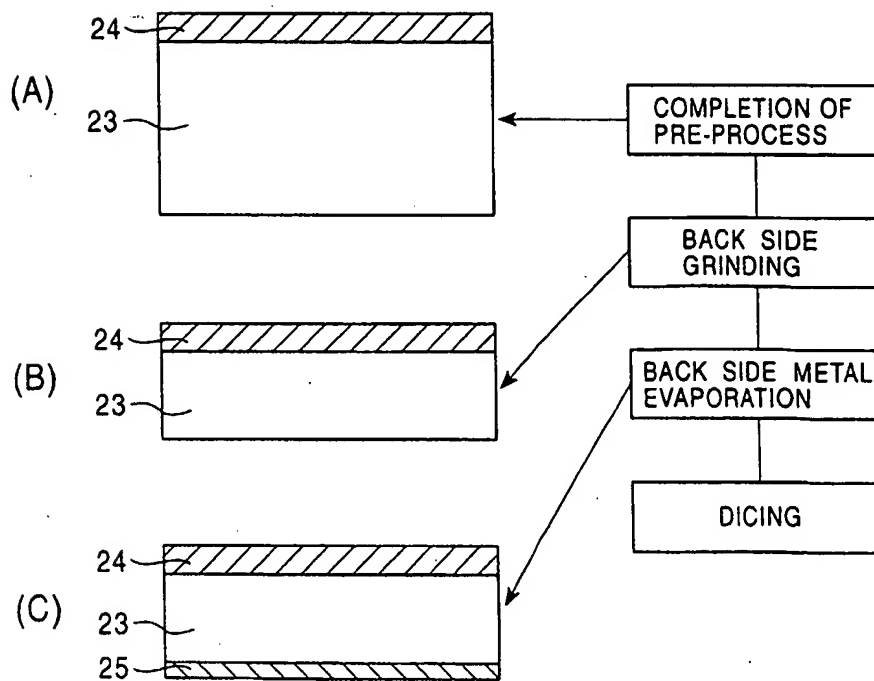 (A)
24
23
COMPLETION OF
PRE-PROCESS
BACK SIDE
GRINDING
(B)
24
23
BACK SIDE METAL
EVAPORATION
DICING
(C)
24
23
25